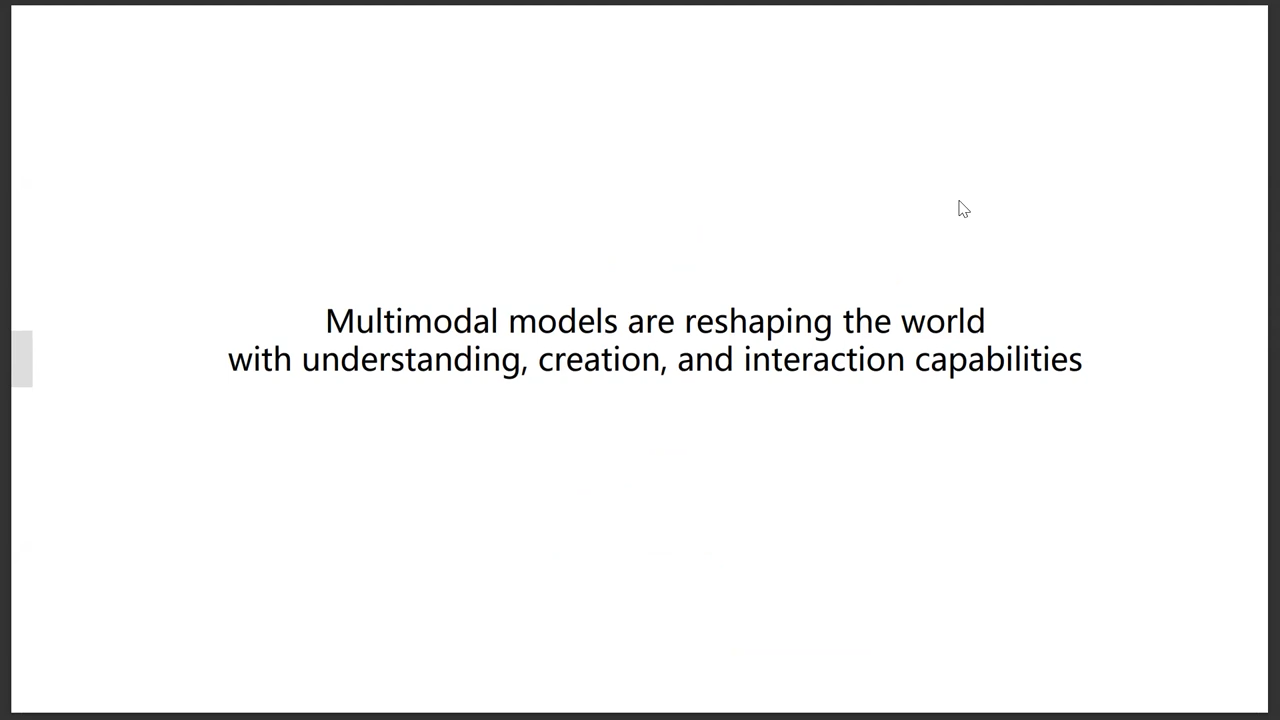 Multimodal models are reshaping the world
with understanding, creation, and interaction capabilities